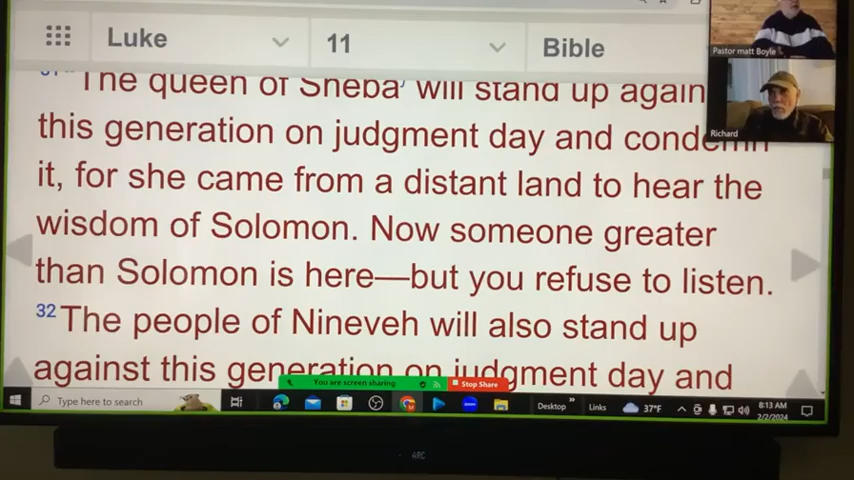 Luke
11
Bible
Pastor matt Boyle
Richard
31 "The queen of Sheba will stand up again
this generation on judgment day and condemn
it, for she came from a distant land to hear the
wisdom of Solomon. Now someone greater
than Solomon is here—but you refuse to listen.
32 The people of Nineveh will also stand up
against this generation on judgment day and
You are screen sharing
Stop Share
Type here to search
Desktop
Links
37°F
8:13 AM
2/2/2024